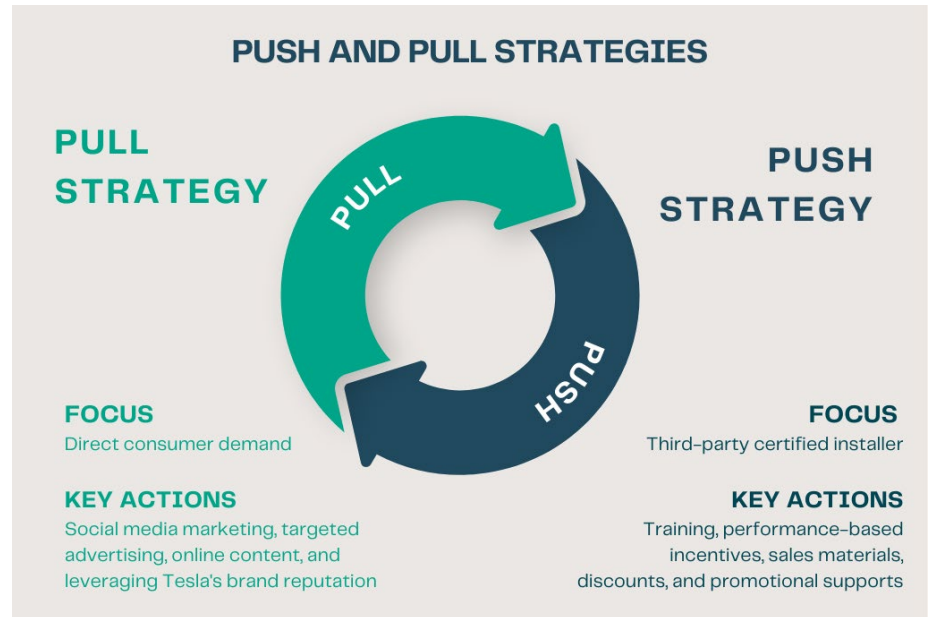 PUSH AND PULL STRATEGIES
PULL
STRATEGY
PULL
PUSH
STRATEGY
PUSH
FOCUS
Direct consumer demand
KEY ACTIONS
Social media marketing, targeted
advertising, online content, and
leveraging Tesla's brand reputation
FOCUS
Third-party certified installer
KEY ACTIONS
Training, performance-based
incentives, sales materials,
discounts, and promotional supports